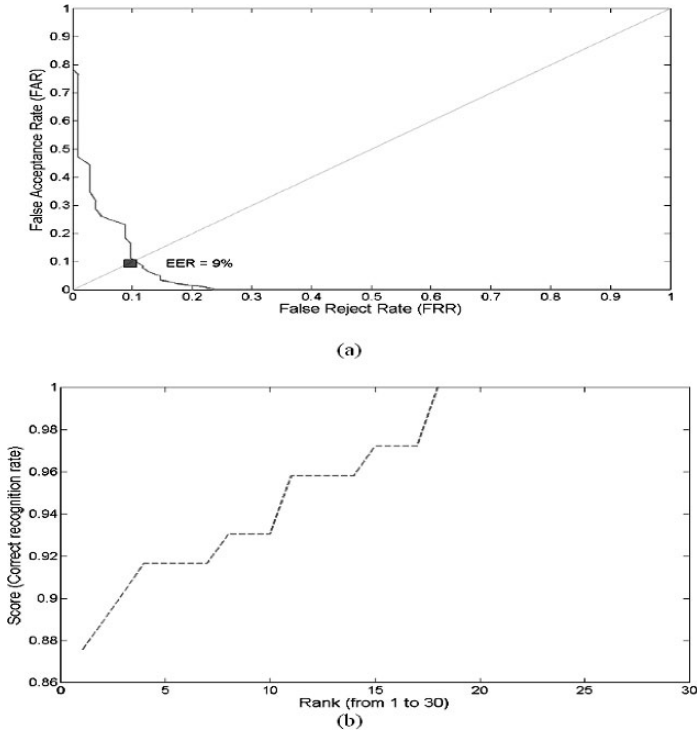 1
0.9
0.8
0.7
0.6
0.5
0.4
0.3
0.2
0.1
0
False Acceptance Rate (FAR)
EER = 9%
0 0.1 0.2 0.3 0.4 0.5 0.6 0.7 0.8 0.9 1
False Reject Rate (FRR)
(a)
1
0.98
0.96
0.94
0.92
0.9
0.88
0.86
Score (Correct recognition rate)
0 5 10 15 20 25 30
Rank (from 1 to 30)
(b)